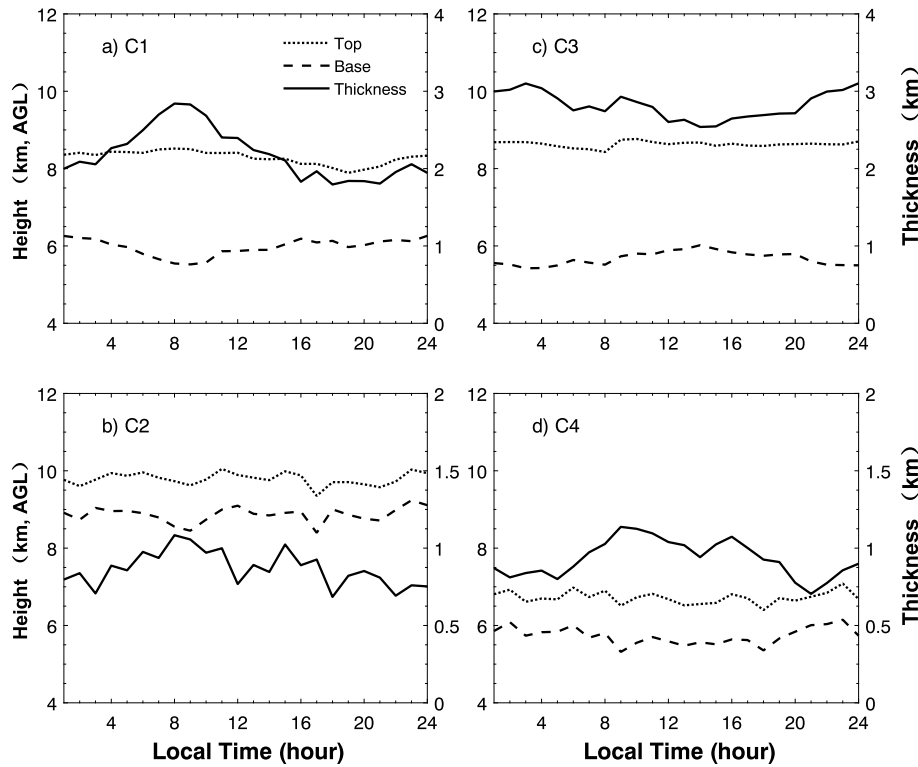 a) C1
Top
Base
Thickness
12
10
8
6
4
Height （km, AGL)
4
3
2
1
0
4 8 12 16 20 24
c) C3
12
10
8
6
4
4
3
2
1
0
Thickness （km)
4 8 12 16 20 24
b) C2
12
10
8
6
4
Height （km, AGL)
2
1.5
1
0.5
0
4 8 12 16 20 24
Local Time (hour)
d) C4
12
10
8
6
4
2
1.5
1
0.5
0
Thickness （km)
4 8 12 16 20 24
Local Time (hour)